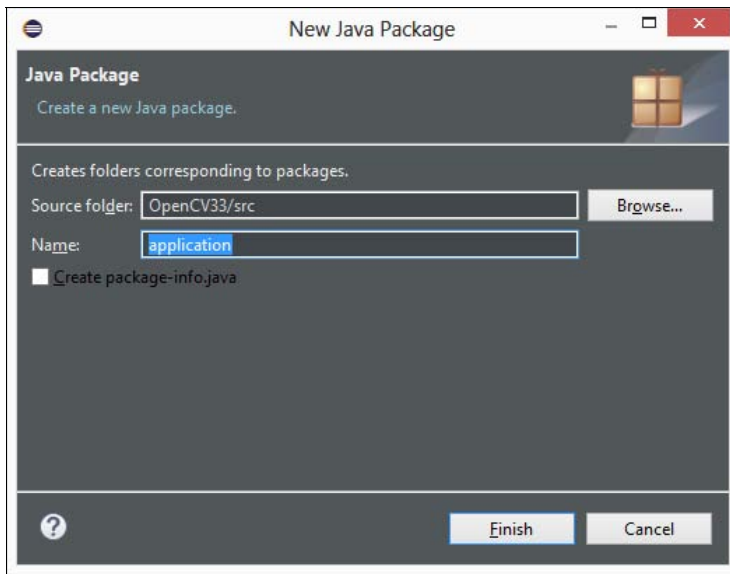 New Java Package
Java Package
Create a new Java package.
Creates folders corresponding to packages.
Source folder: OpenCV33/src Browse...
Name: application
Create package-info.java
Finish Cancel